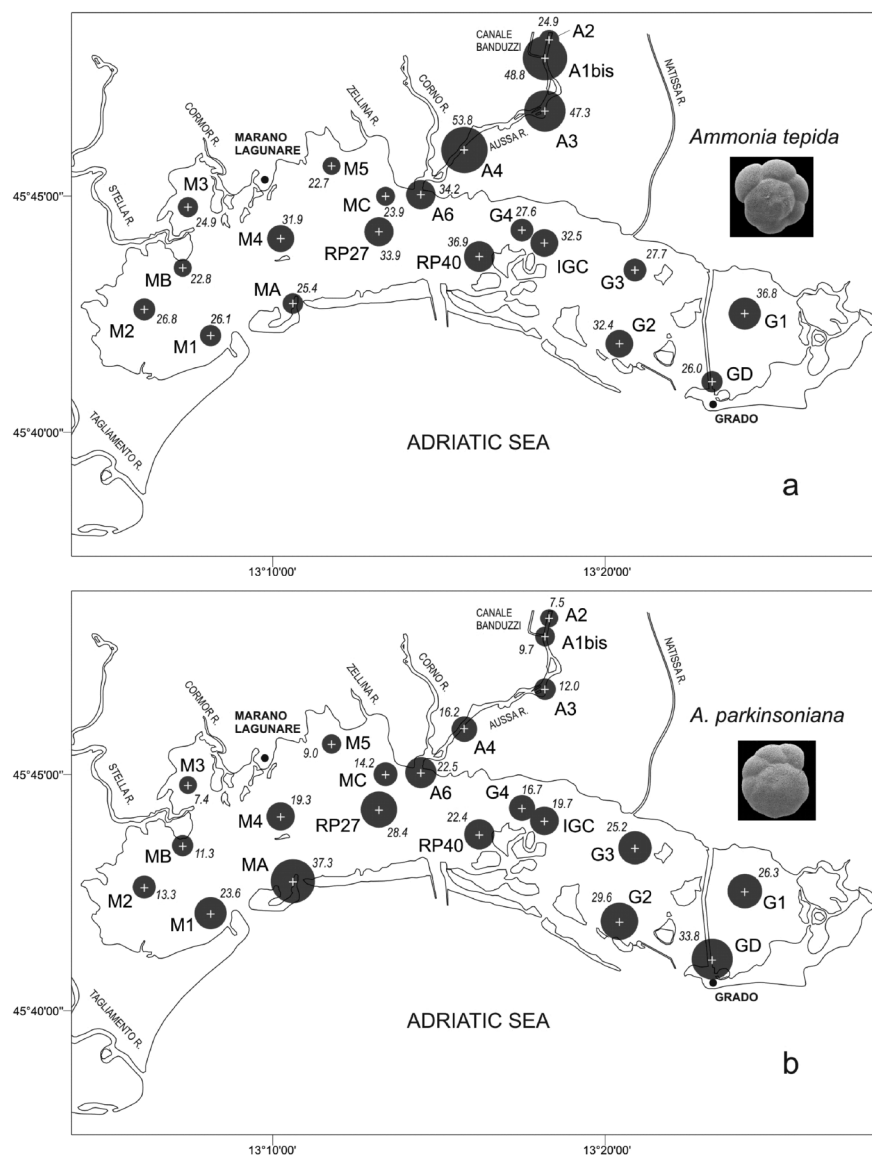 24.9
A2
CANALE
BANDUZZI
A1bis
48.8
NATISSA R.
CORNO R.
ZELLINA R.
CORMOR R.
STELLA R.
53.8
47.3
A3
AUSSA R.
Ammonia tepida
MARANO
LAGUNARE
M5
22.7
A4
45°45'00"
M3
24.9
MC
23.9
34.2
A6
G4
27.6
M4
31.9
RP27
33.9
36.9
RP40
32.5
IGC
27.7
G3
MB
22.8
MA
25.4
M2
26.8
26.1
M1
32.4
G2
36.8
G1
26.0
GD
GRADO
TAGLIAMENTO R.
45°40'00"
ADRIATIC SEA
a
13°10'00'
13°20'00'
7.5
A2
CANALE
BANDUZZI
A1bis
9.7
NATISSA R.
CORNO R.
ZELLINA R.
CORMOR R.
STELLA R.
12.0
A3
16.2
AUSSA R.
A4
A. parkinsoniana
MARANO
LAGUNARE
M5
9.0
45°45'00"
M3
7.4
14.2
MC
22.5
A6
G4
16.7
M4
19.3
RP27
28.4
22.4
RP40
19.7
IGC
25.2
G3
MB
11.3
MA
37.3
M2
13.3
23.6
M1
29.6
G2
26.3
G1
33.8
GD
GRADO
TAGLIAMENTO R.
45°40'00"
ADRIATIC SEA
b
13°10'00'
13°20'00'